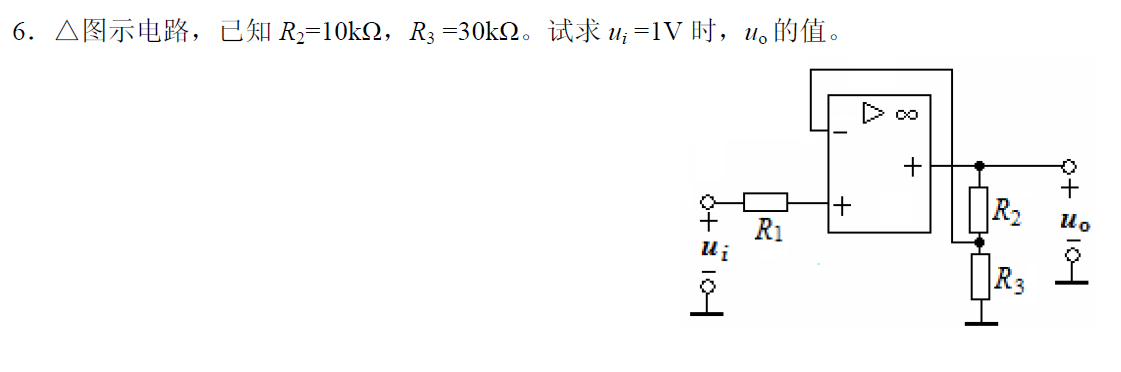 6．△图示电路，已知 R₂=10kΩ，R₃ =30kΩ。试求 uᵢ =1V 时，uₒ 的值。
▷ ∞
−
+
+
+
R₁
+
uᵢ
−
R₂
uₒ
−
R₃